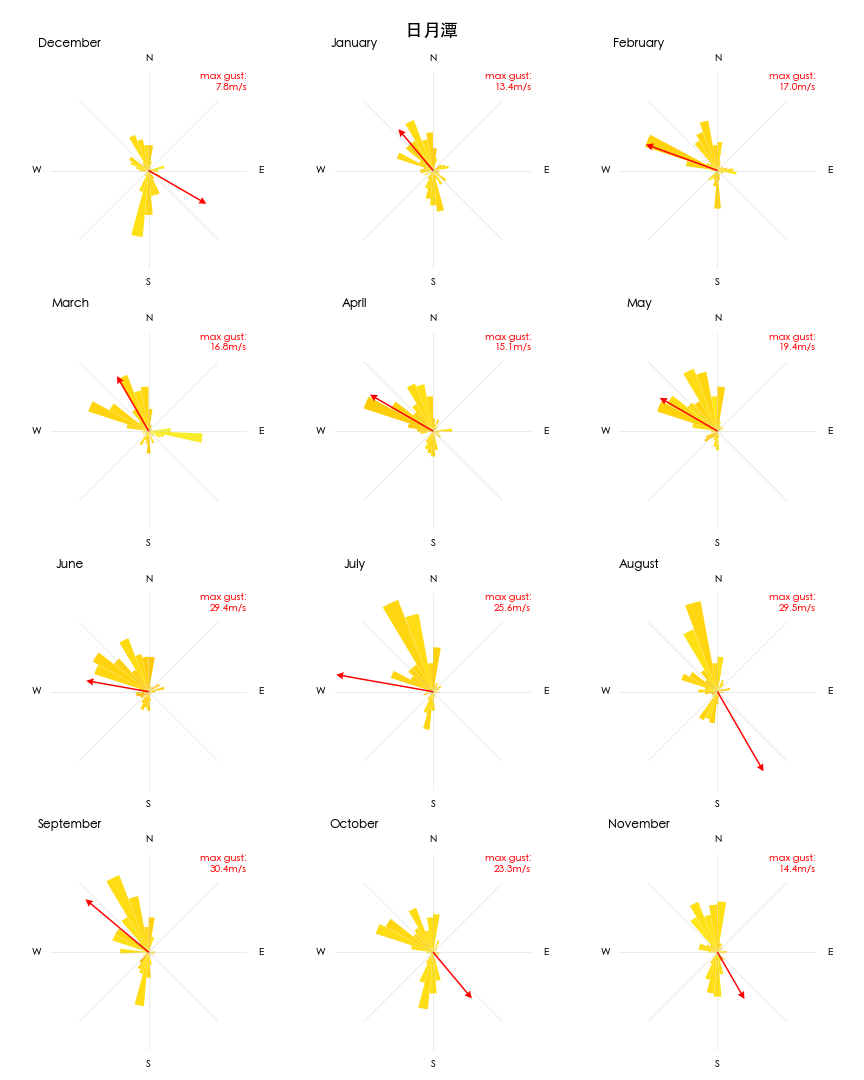 日月潭
December
N
max gust:
7.8m/s
W
E
S
January
N
max gust:
13.4m/s
W
E
S
February
N
max gust:
17.0m/s
W
E
S
March
N
max gust:
16.8m/s
W
E
S
April
N
max gust:
15.1m/s
W
E
S
May
N
max gust:
19.4m/s
W
E
S
June
N
max gust:
29.4m/s
W
E
S
July
N
max gust:
25.6m/s
W
E
S
August
N
max gust:
29.5m/s
W
E
S
September
N
max gust:
30.4m/s
W
E
S
October
N
max gust:
23.3m/s
W
E
S
November
N
max gust:
14.4m/s
W
E
S